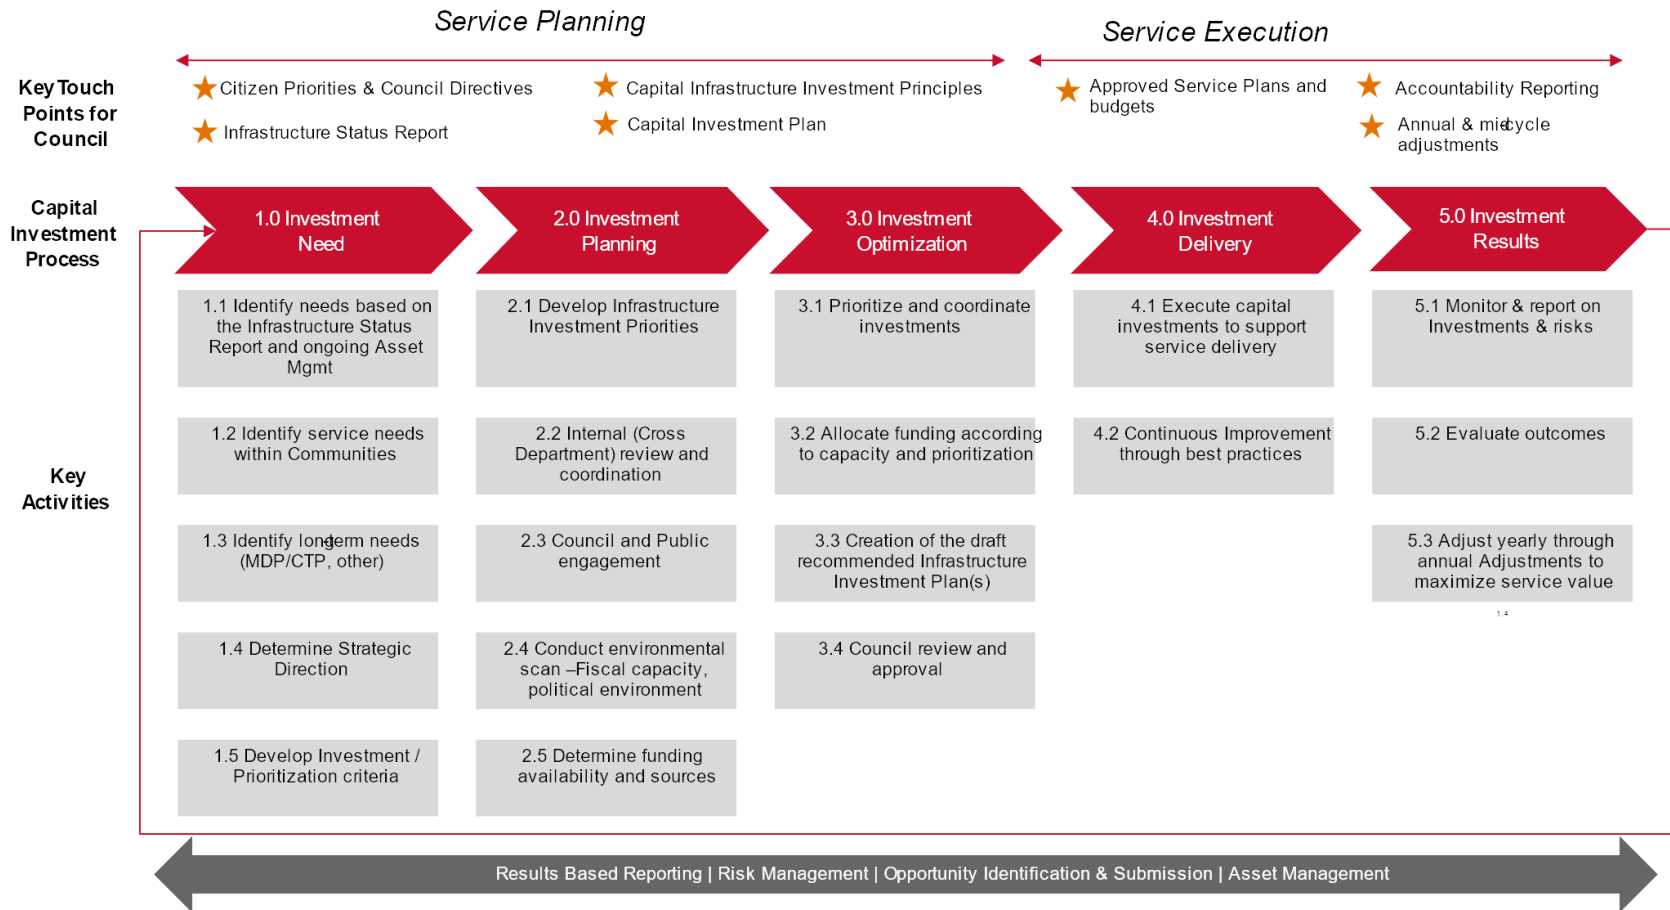 Service Planning
Service Execution
Key Touch
Points for
Council
Citizen Priorities & Council Directives
Infrastructure Status Report
Capital Infrastructure Investment Principles
Capital Investment Plan
Approved Service Plans and
budgets
Accountability Reporting
Annual & mid-cycle
adjustments
Capital
Investment
Process
1.0 Investment
Need
2.0 Investment
Planning
3.0 Investment
Optimization
4.0 Investment
Delivery
5.0 Investment
Results
Key
Activities
1.1 Identify needs based on
the Infrastructure Status
Report and ongoing Asset
Mgmt
1.2 Identify service needs
within Communities
1.3 Identify long-term needs
(MDP/CTP, other)
1.4 Determine Strategic
Direction
1.5 Develop Investment /
Prioritization criteria
2.1 Develop Infrastructure
Investment Priorities
2.2 Internal (Cross
Department) review and
coordination
2.3 Council and Public
engagement
2.4 Conduct environmental
scan –Fiscal capacity,
political environment
2.5 Determine funding
availability and sources
3.1 Prioritize and coordinate
investments
3.2 Allocate funding according
to capacity and prioritization
3.3 Creation of the draft
recommended Infrastructure
Investment Plan(s)
3.4 Council review and
approval
4.1 Execute capital
investments to support
service delivery
4.2 Continuous Improvement
through best practices
5.1 Monitor & report on
Investments & risks
5.2 Evaluate outcomes
5.3 Adjust yearly through
annual Adjustments to
maximize service value
1.4
Results Based Reporting | Risk Management | Opportunity Identification & Submission | Asset Management